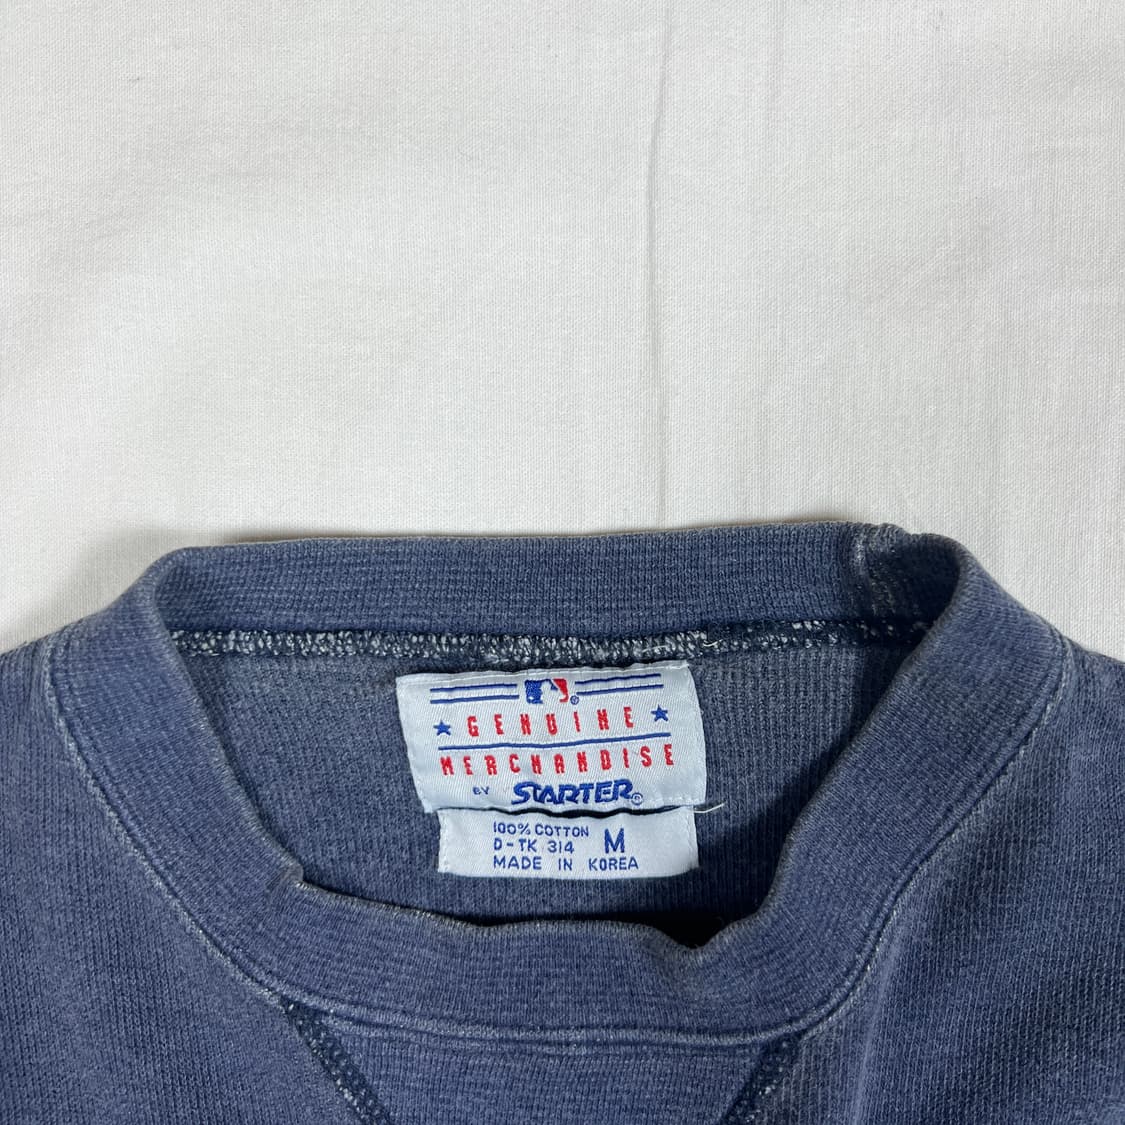 GENUINE
MERCHANDISE
BY STARTER®
100% COTTON
D-TK 314 M
MADE IN KOREA